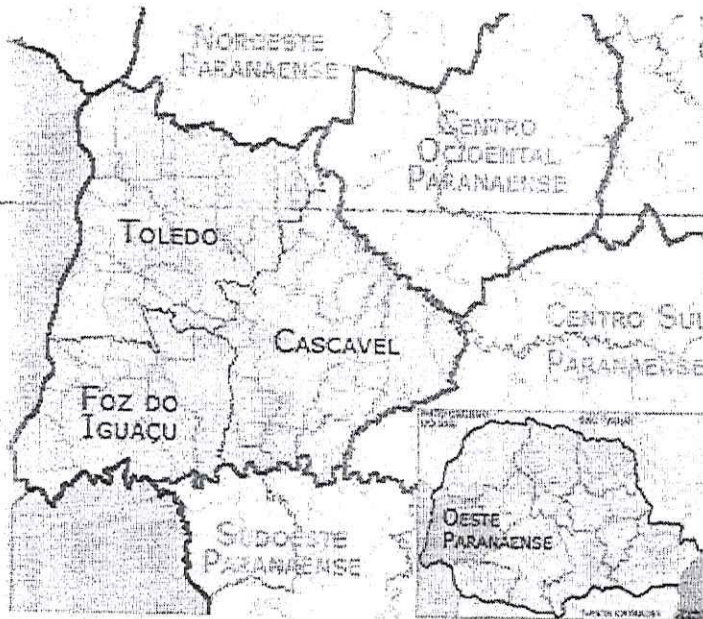 NOROESTE
PARANAENSE
CENTRO
OCIDENTAL
PARANAENSE
TOLEDO
CASCAVEL
CENTRO SUL
PARANAENSE
FOZ DO
IGUAÇU
OESTE
PARANAENSE
SUDOESTE
PARANAENSE